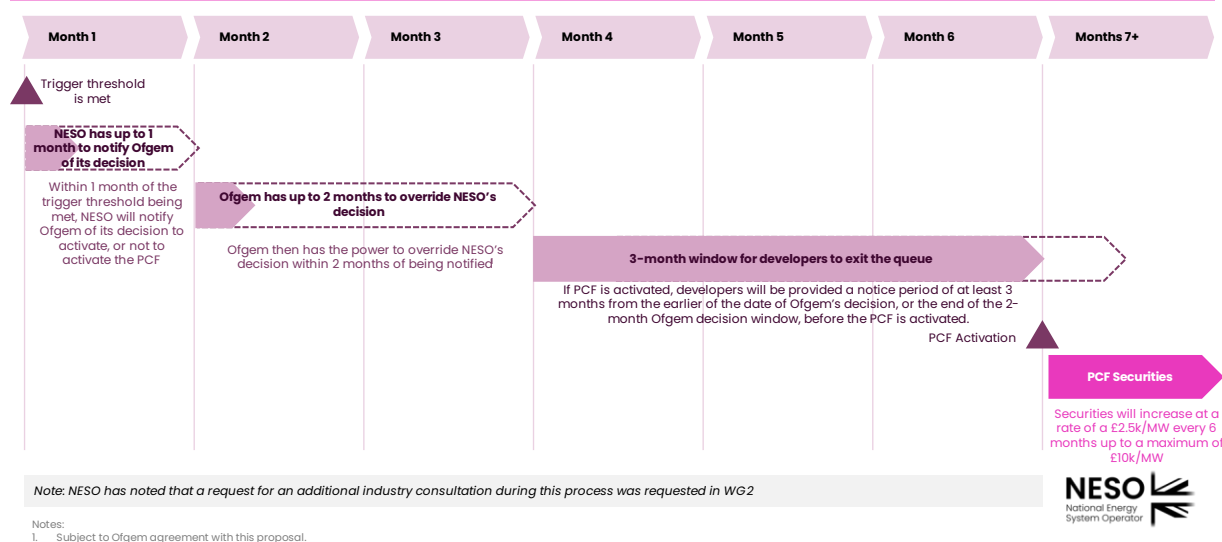 Month 1
Month 2
Month 3
Month 4
Month 5
Month 6
Months 7+
Trigger threshold
is met
NESO has up to 1
month to notify Ofgem
of its decision
Within 1 month of the
trigger threshold being
met, NESO will notify
Ofgem of its decision to
activate, or not to
activate the PCF
Ofgem has up to 2 months to override NESO’s
decision
Ofgem then has the power to override NESO’s
decision within 2 months of being notified
3-month window for developers to exit the queue
If PCF is activated, developers will be provided a notice period of at least 3
months from the earlier of the date of Ofgem’s decision, or the end of the 2-
month Ofgem decision window, before the PCF is activated.
PCF Activation
PCF Securities
Securities will increase at a
rate of a £2.5k/MW every 6
months up to a maximum of
£10k/MW
Note: NESO has noted that a request for an additional industry consultation during this process was requested in WG2
NESO
National Energy
System Operator
Notes:
1. Subject to Ofgem agreement with this proposal.